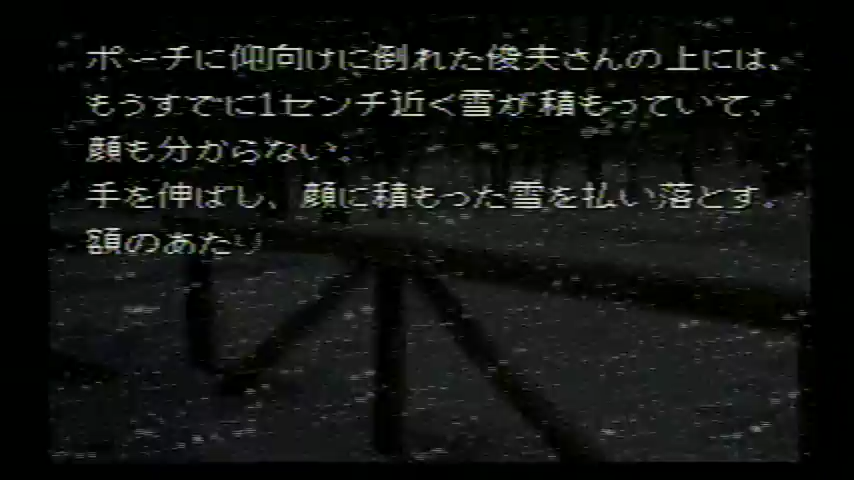 ポーチに仰向けに倒れた俊夫さんの上には、
もうすでに1センチ近く雪が積もっていて、
顔も分からない。
手を伸ばし、顔に積もった雪を払い落とす。
額のあたり